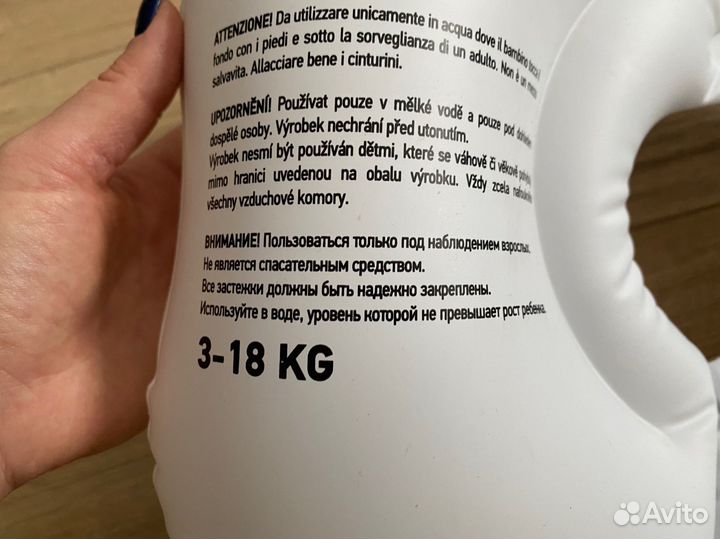 ATTENZIONE! Da utilizzare unicamente in acqua dove il bambino
fondo con i piedi e sotto la sorveglianza di un adulto. Non è un
salvavita. Allacciare bene i cinturini.
UPOZORNĚNÍ! Používat pouze v mělké vodě a pouze pod
dospělé osoby. Výrobek nechrání před utonutím.
Výrobek nesmí být používán dětmi, které se váhově či věkově
mimo hranici uvedenou na obalu výrobku. Vždy zcela
všechny vzduchové komory.
ВНИМАНИЕ! Пользоваться только под наблюдением взрослых.
Не является спасательным средством.
Все застежки должны быть надежно закреплены.
Используйте в воде, уровень которой не превышает рост ребенка.
3-18 KG
Avito